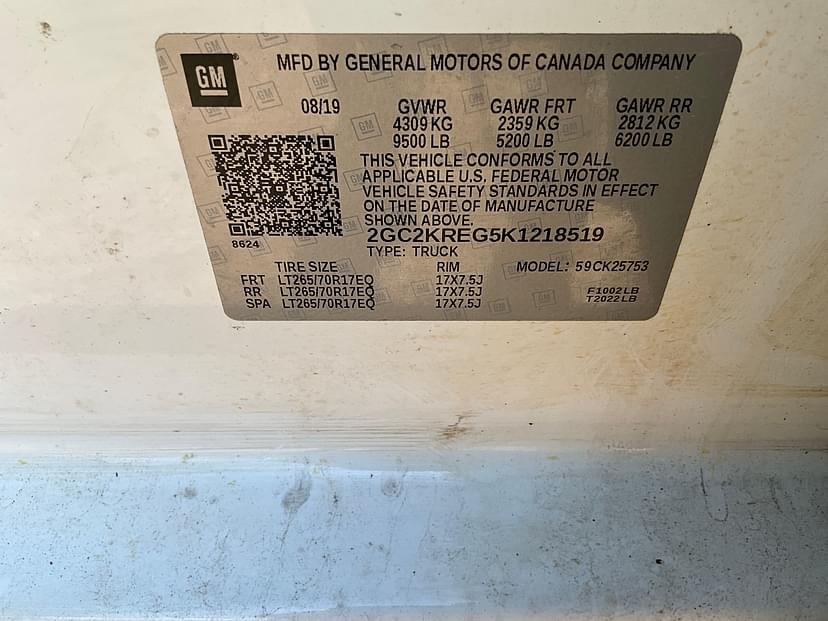 GM
MFD BY GENERAL MOTORS OF CANADA COMPANY
08/19 GVWR GAWR FRT GAWR RR
4309 KG 2359 KG 2812 KG
9500 LB 5200 LB 6200 LB
THIS VEHICLE CONFORMS TO ALL
APPLICABLE U.S. FEDERAL MOTOR
VEHICLE SAFETY STANDARDS IN EFFECT
ON THE DATE OF MANUFACTURE
SHOWN ABOVE.
8624
2GC2KREG5K1218519
TYPE: TRUCK
TIRE SIZE RIM MODEL: 59CK25753
FRT LT265/70R17EQ 17X7.5J
RR LT265/70R17EQ 17X7.5J F1002LB
SPA LT265/70R17EQ 17X7.5J T2022LB